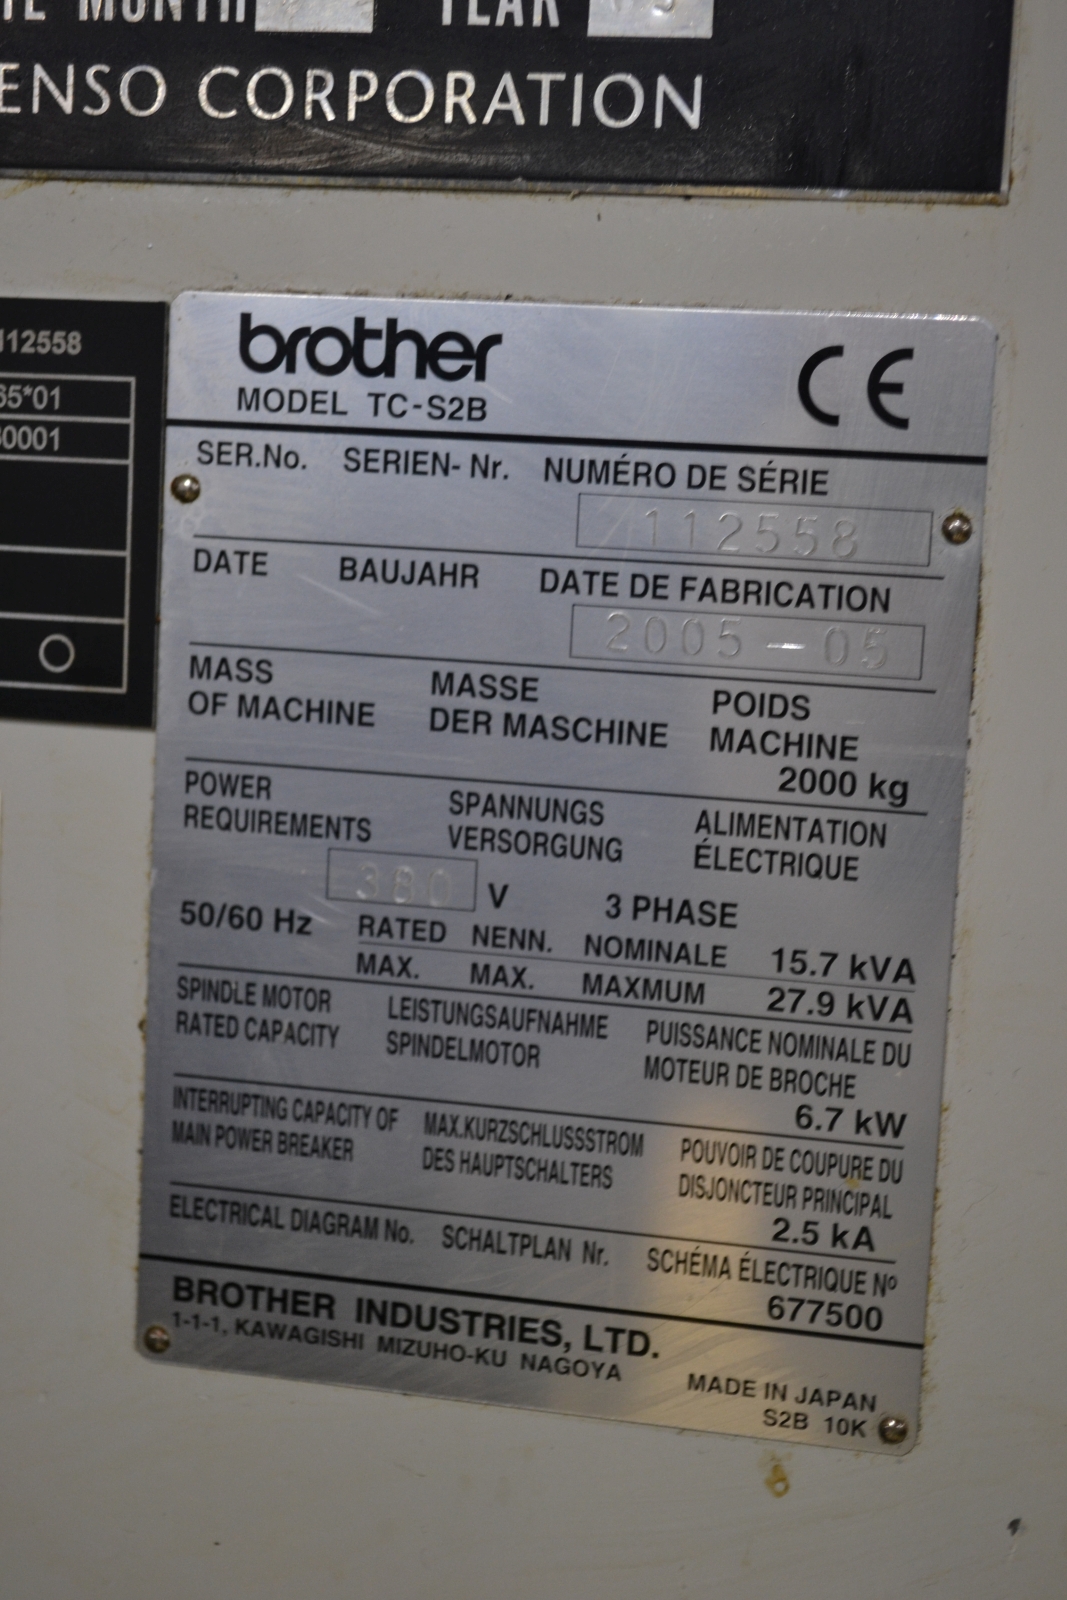 MONTH YEAR
ENSO CORPORATION
112558
65*01
0001
brother
MODEL TC-S2B
CE
SER.No. SERIEN- Nr. NUMÉRO DE SÉRIE
112558
DATE BAUJAHR DATE DE FABRICATION
2005-05
MASS OF MACHINE MASSE DER MASCHINE POIDS MACHINE
2000 kg
POWER REQUIREMENTS SPANNUNGS VERSORGUNG ALIMENTATION ÉLECTRIQUE
380 V 3 PHASE
50/60 Hz RATED NENN. NOMINALE 15.7 kVA
MAX. MAX. MAXMUM 27.9 kVA
SPINDLE MOTOR RATED CAPACITY LEISTUNGSAUFNAHME SPINDELMOTOR PUISSANCE NOMINALE DU MOTEUR DE BROCHE
6.7 kW
INTERRUPTING CAPACITY OF MAIN POWER BREAKER MAX.KURZSCHLUSSSTROM DES HAUPTSCHALTERS POUVOIR DE COUPURE DU DISJONCTEUR PRINCIPAL
2.5 kA
ELECTRICAL DIAGRAM No. SCHALTPLAN Nr. SCHÉMA ÉLECTRIQUE Nº
677500
BROTHER INDUSTRIES, LTD.
1-1-1, KAWAGISHI MIZUHO-KU NAGOYA
MADE IN JAPAN
S2B 10K